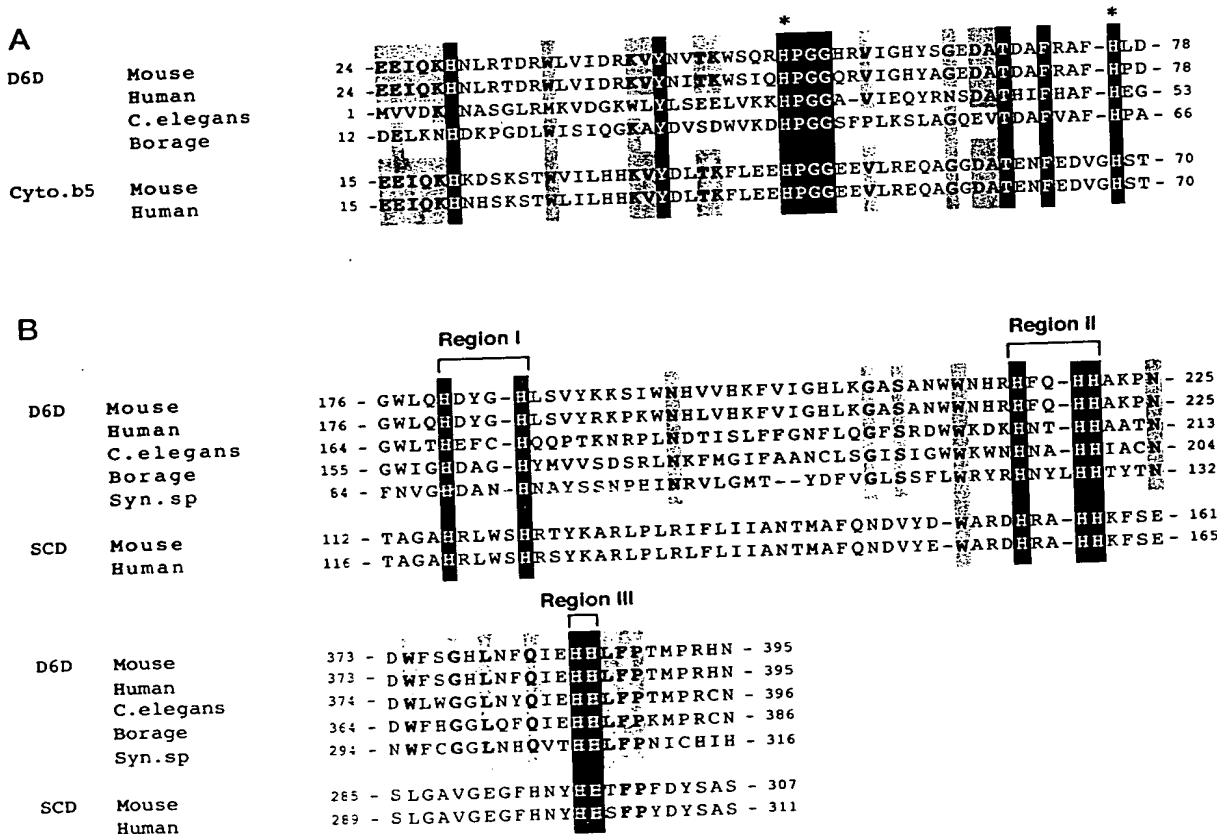 A
* *
D6D Mouse 24 - EEIQKHNLRTDRWLVIDRKVYNVTKWSQRHPGGHRVIGHYSGEDATDAFRAF-HLD- 78
Human 24 - EEIQKHNLRTDRWLVIDRKVYNITKWSIQHPGGQRVIGHYAGEDATDAFRAF-HPD- 78
C.elegans 1 - MVVDKNASGLRMKVDGKWLYLSEELVKKHPGGA-VIEQYRNSDATHIFHAF-HEG- 53
Borage 12 - DELKNHDKPGDLWISIQGKAYDVSDWVKDHPGGSFPLKSLAGQEVTDAFVAF-HPA- 66
Cyto.b5 Mouse 15 - EEIQKHKDSKSTWVILHHKVYDLTKFLEEHPGGEEVLREQAGGDATENFEDVGHST- 70
Human 15 - EEIQKHNHSKSTWLILHHKVYDLTKFLEEHPGGEEVLREQAGGDATENFEDVGHST- 70
B
Region I Region II
D6D Mouse 176 - GWLQHDYG-HLSVYKKSIWNHVVHKFVIGHLKGASANWWNHRHFQ-HHAKPN - 225
Human 176 - GWLQHDYG-HLSVYRKPKWNHLVHKFVIGHLKGASANWWNHRHFQ-HHAKPN - 225
C.elegans 164 - GWLTHEFC-HQQPTKNRPLNDTISLFFGNFLQGFSRDWWKDKHNT-HHAATN - 213
Borage 155 - GWIGHDAG-HYMVVSDSRLNKFMGIFAANCLSGISIGWWKWNHNA-HHIACN - 204
Syn.sp 64 - FNVGHDAN-HNAYSSNPHINRVLGMT--YDFVGLSSFLWRYRHNYLHHTYTN - 132
SCD Mouse 112 - TAGAHRLWSHRTYKARLPLRIFLIIANTMAFQNDVYD-WARDHRA-HHKFSE - 161
Human 116 - TAGAHRLWSHRSYKARLPLRLFLIIANTMAFQNDVYE-WARDHRA-HHKFSE - 165
Region III
D6D Mouse 373 - DWFSGHLNFQIEHHLFPTMPRHN - 395
Human 373 - DWFSGHLNFQIEHHLFPTMPRHN - 395
C.elegans 374 - DWLWGGLNYQIEHHLFPTMPRCN - 396
Borage 364 - DWFHGGLQFQIEHHLFPKMPRCN - 386
Syn.sp 294 - NWFCGGLNHQVTHHLFPNICHIH - 316
SCD Mouse 285 - SLGAVGEGFHNYHETFPFDYSAS - 307
Human 289 - SLGAVGEGFHNYHESFPYDYSAS - 311